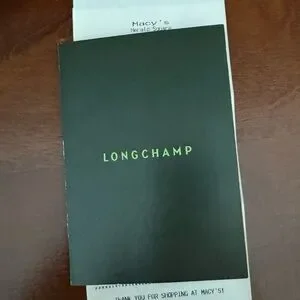 Macy's
Herald Square
LONGCHAMP
THANK YOU FOR SHOPPING AT MACY'S!